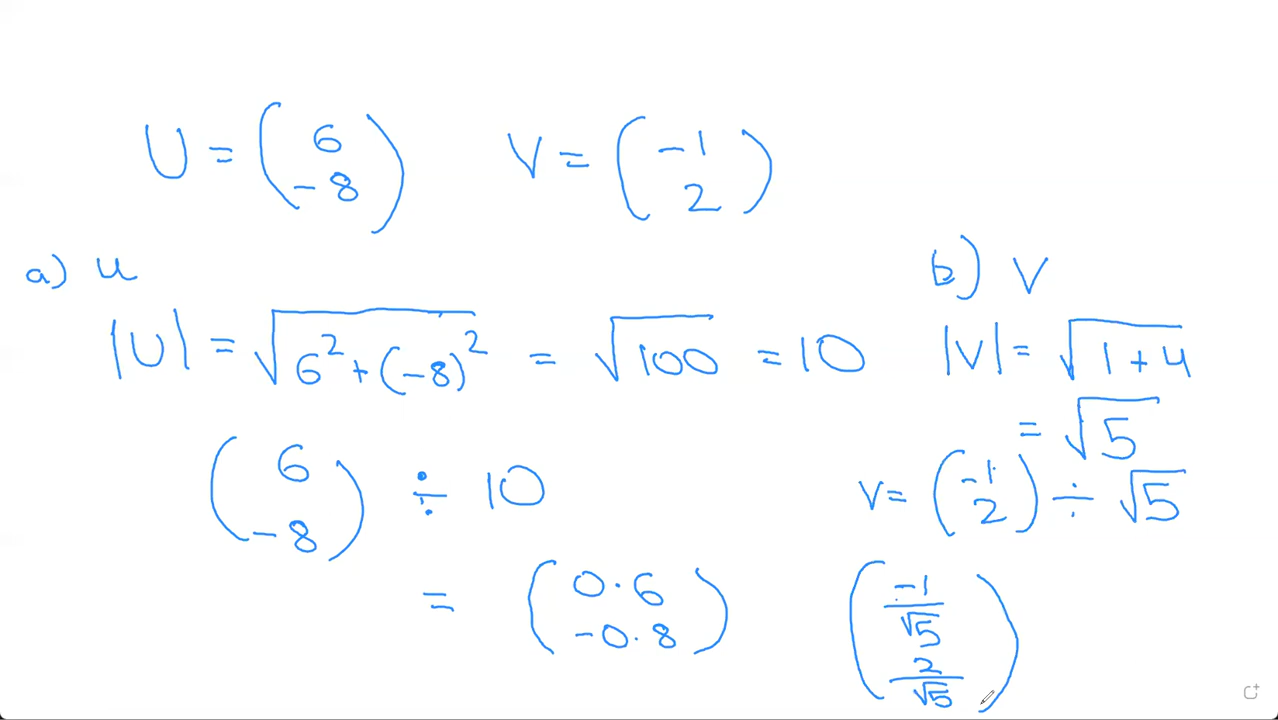 U = (6 -8) V = (-1 2)
a) u
|U| = √6² + (-8)² = √100 = 10
(6 -8) ÷ 10
= (0.6 -0.8)
b) V
|V| = √1 + 4
= √5
V = (-1 2) ÷ √5
(-1/√5 2/√5)